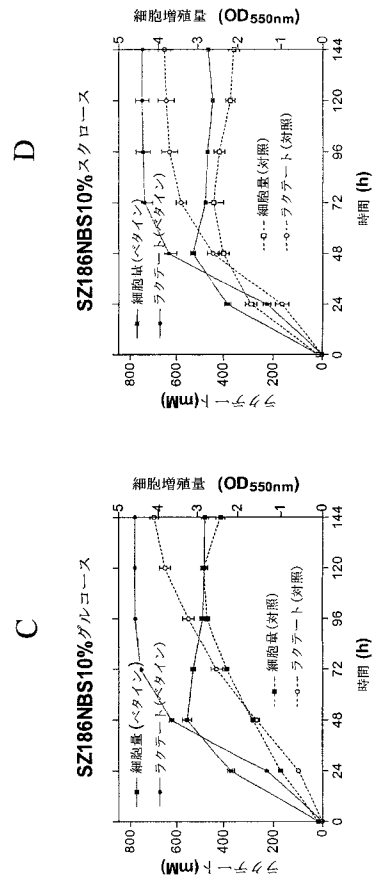 C
SZ186NBS10%グルコース
細胞量(ベタイン)
ラクテート(ベタイン)
細胞量(対照)
ラクテート(対照)
ラクテート(mM)
800
600
400
200
0
細胞増殖量 (OD550nm)
5
4
3
2
1
0
0 24 48 72 96 120 144
時間 (h)
D
SZ186NBS10%スクロース
細胞量(ベタイン)
ラクテート(ベタイン)
細胞量(対照)
ラクテート(対照)
ラクテート(mM)
800
600
400
200
0
細胞増殖量 (OD550nm)
5
4
3
2
1
0
0 24 48 72 96 120 144
時間 (h)